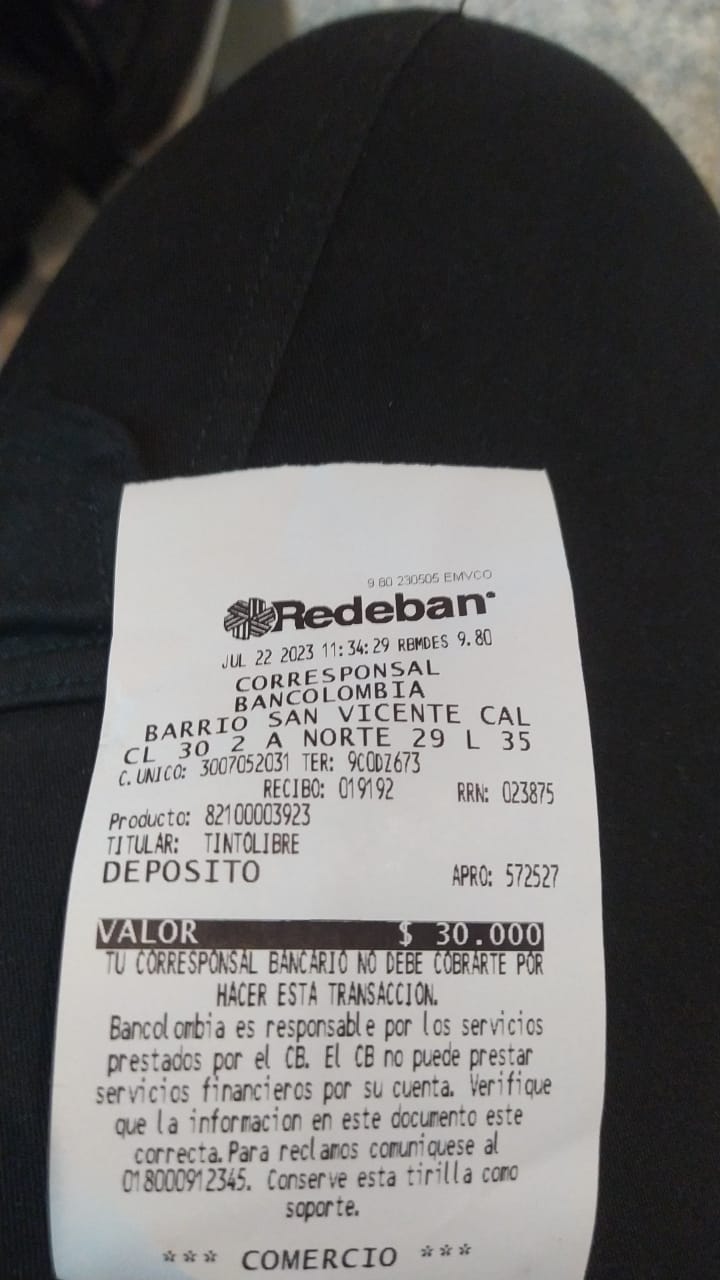 9 80 230505 EMVCO
Redeban
JUL 22 2023 11:34:29 RBMDES 9.80
CORRESPONSAL
BANCOLOMBIA
BARRIO SAN VICENTE CAL
CL 30 2 A NORTE 29 L 35
C. UNICO: 3007052031 TER: 9C0DZ673
RECIBO: 019192 RRN: 023875
Producto: 82100003923
TITULAR: TINTOLIBRE
DEPOSITO APRO: 572527
VALOR $ 30.000
TU CORRESPONSAL BANCARIO NO DEBE COBRARTE POR
HACER ESTA TRANSACCION.
Bancolombia es responsable por los servicios
prestados por el CB. El CB no puede prestar
servicios financieros por su cuenta. Verifique
que la informacion en este documento este
correcta. Para reclamos comuniquese al
018000912345. Conserve esta tirilla como
soporte.
*** COMERCIO ***